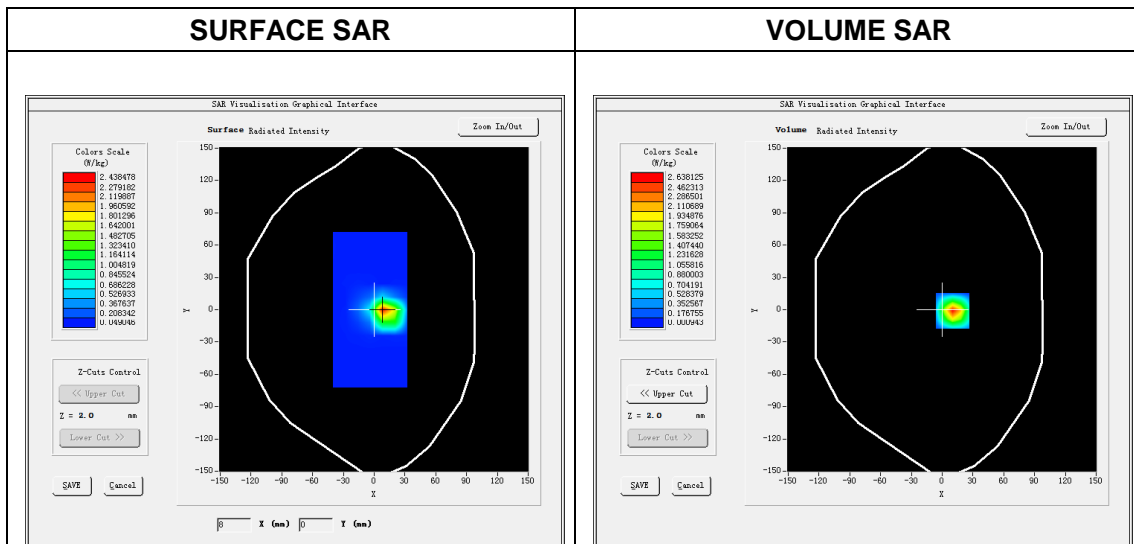 SURFACE SAR
SAR Visualisation Graphical Interface
Surface Radiated Intensity
Zoom In/Out
Colors Scale
(W/kg)
2.438478
2.279182
2.119887
1.960592
1.801296
1.642001
1.482705
1.323410
1.164114
1.004819
0.845524
0.686228
0.526933
0.367637
0.208342
0.049046
150
120
90
60
30
0
-30
-60
-90
-120
-150
Y
-150 -120 -90 -60 -30 0 30 60 90 120 150
X
Z-Cuts Control
<< Upper Cut
Z = 2.0 mm
Lower Cut >>
SAVE Cancel
8 X (mm) 0 Y (mm)
VOLUME SAR
SAR Visualisation Graphical Interface
Volume Radiated Intensity
Zoom In/Out
Colors Scale
(W/kg)
2.638125
2.462313
2.286501
2.110689
1.934876
1.759064
1.583252
1.407440
1.231628
1.055816
0.880003
0.704191
0.528379
0.352567
0.176755
0.000943
150
120
90
60
30
0
-30
-60
-90
-120
-150
Y
-150 -120 -90 -60 -30 0 30 60 90 120 150
X
Z-Cuts Control
<< Upper Cut
Z = 2.0 mm
Lower Cut >>
SAVE Cancel